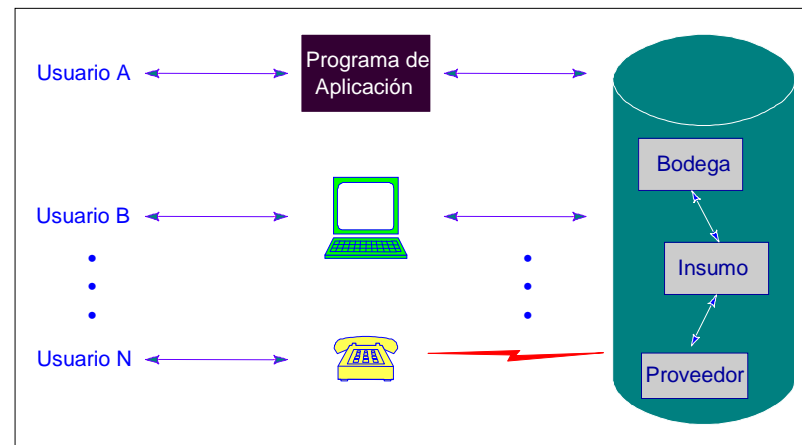 Usuario A
Programa de
Aplicación
Bodega
Usuario B
Insumo
Usuario N
Proveedor